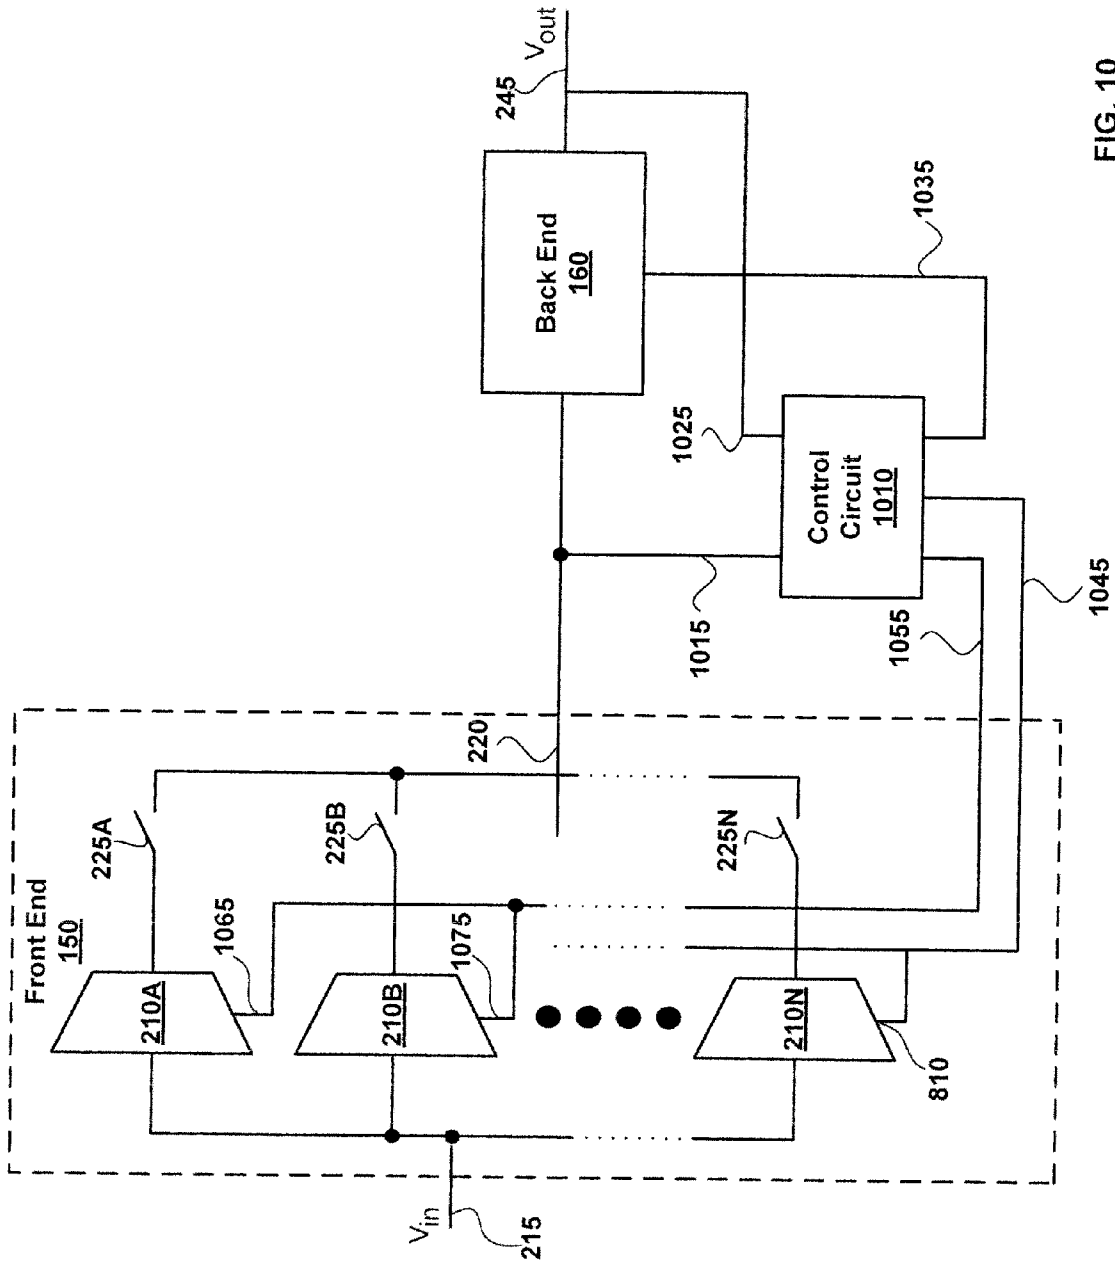 Front End
150
225A
225B
225N
210A
210B
210N
1065
1075
810
Vin
215
220
1015
1025
1035
1045
1055
Control
Circuit
1010
Back End
160
245
Vout
FIG. 10